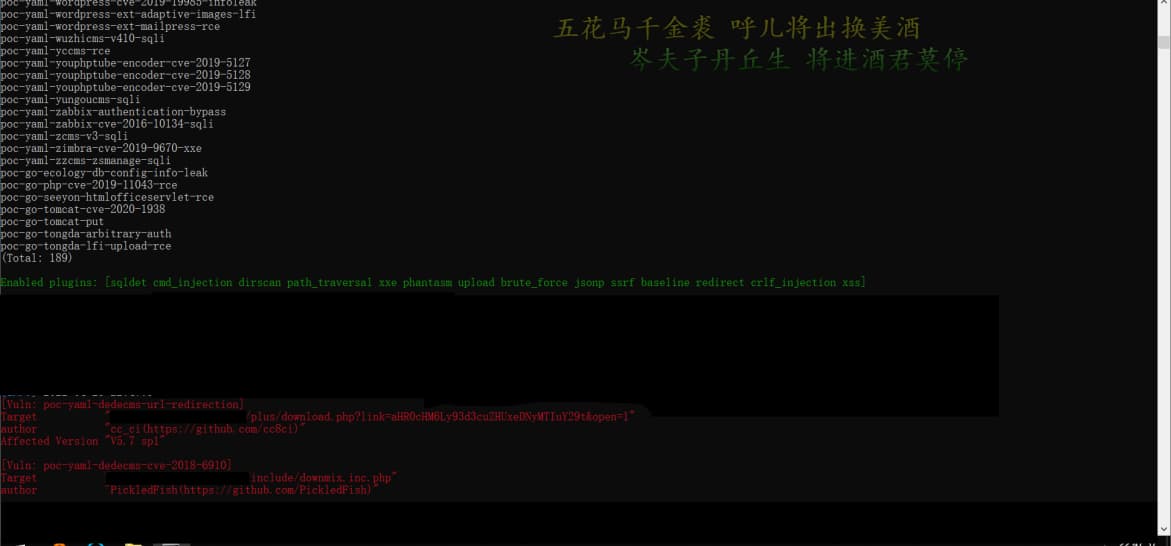 poc-yaml-wordpress-cve-2019-19985-infoleak
poc-yaml-wordpress-ext-adaptive-images-lfi
poc-yaml-wordpress-ext-mailpress-rce
poc-yaml-wuzhicms-v410-sqli
poc-yaml-yccms-rce
poc-yaml-youphptube-encoder-cve-2019-5127
poc-yaml-youphptube-encoder-cve-2019-5128
poc-yaml-youphptube-encoder-cve-2019-5129
poc-yaml-yungoucms-sqli
poc-yaml-zabbix-authentication-bypass
poc-yaml-zabbix-cve-2016-10134-sqli
poc-yaml-zcms-v3-sqli
poc-yaml-zimbra-cve-2019-9670-xxe
poc-yaml-zzcms-zsmanage-sqli
poc-go-ecology-db-config-info-leak
poc-go-php-cve-2019-11043-rce
poc-go-seeyon-htmlofficeservlet-rce
poc-go-tomcat-cve-2020-1938
poc-go-tomcat-put
poc-go-tongda-arbitrary-auth
poc-go-tongda-lfi-upload-rce
(Total: 189)
五花马千金裘 呼儿将出换美酒
岑夫子丹丘生 将进酒君莫停
Enabled plugins: [sqldet cmd_injection dirscan path_traversal xxe phantasm upload brute_force jsonp ssrf baseline redirect crlf_injection xss]
[Vuln: poc-yaml-dedecms-url-redirection]
Target "/plus/download.php?link=aHR0cHM6Ly93d3cuZHUxeDNyMTIuY29t&open=1"
author "cc_ci(https://github.com/cc8ci)"
Affected Version "V5.7 sp1"
[Vuln: poc-yaml-dedecms-cve-2018-6910]
Target include/downmix.inc.php"
author "PickledFish(https://github.com/PickledFish)"